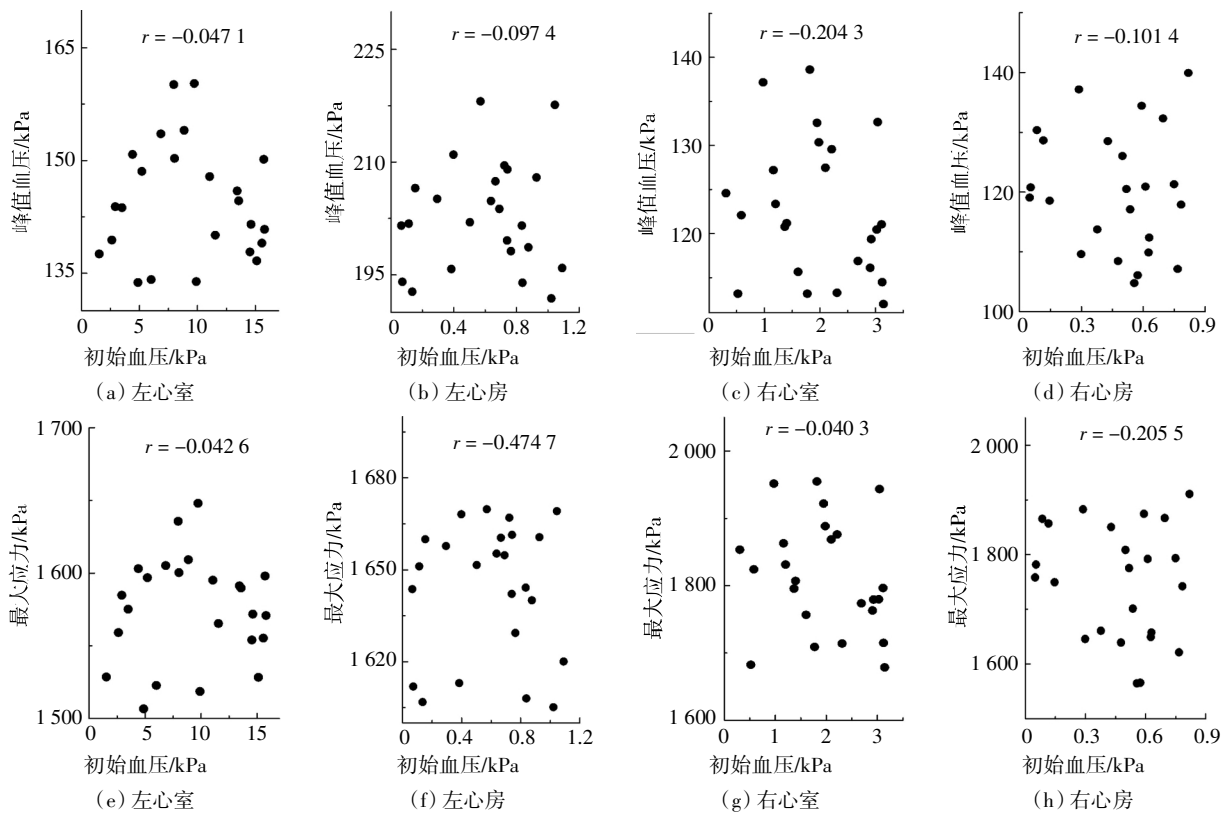 r = −0.047 1
165
150
135
峰值血压/kPa
0 5 10 15
初始血压/kPa
(a) 左心室
r = −0.097 4
225
210
195
峰值血压/kPa
0 0.4 0.8 1.2
初始血压/kPa
(b) 左心房
r = −0.204 3
140
130
120
峰值血压/kPa
0 1 2 3
初始血压/kPa
(c) 右心室
r = −0.101 4
140
120
100
峰值血压/kPa
0 0.3 0.6 0.9
初始血压/kPa
(d) 右心房
1 700
r = −0.042 6
1 600
1 500
最大应力/kPa
0 5 10 15
初始血压/kPa
(e) 左心室
r = −0.474 7
1 680
1 650
1 620
最大应力/kPa
0 0.4 0.8 1.2
初始血压/kPa
(f) 左心房
r = −0.040 3
2 000
1 800
1 600
最大应力/kPa
0 1 2 3
初始血压/kPa
(g) 右心室
r = −0.205 5
2 000
1 800
1 600
最大应力/kPa
0 0.3 0.6 0.9
初始血压/kPa
(h) 右心房